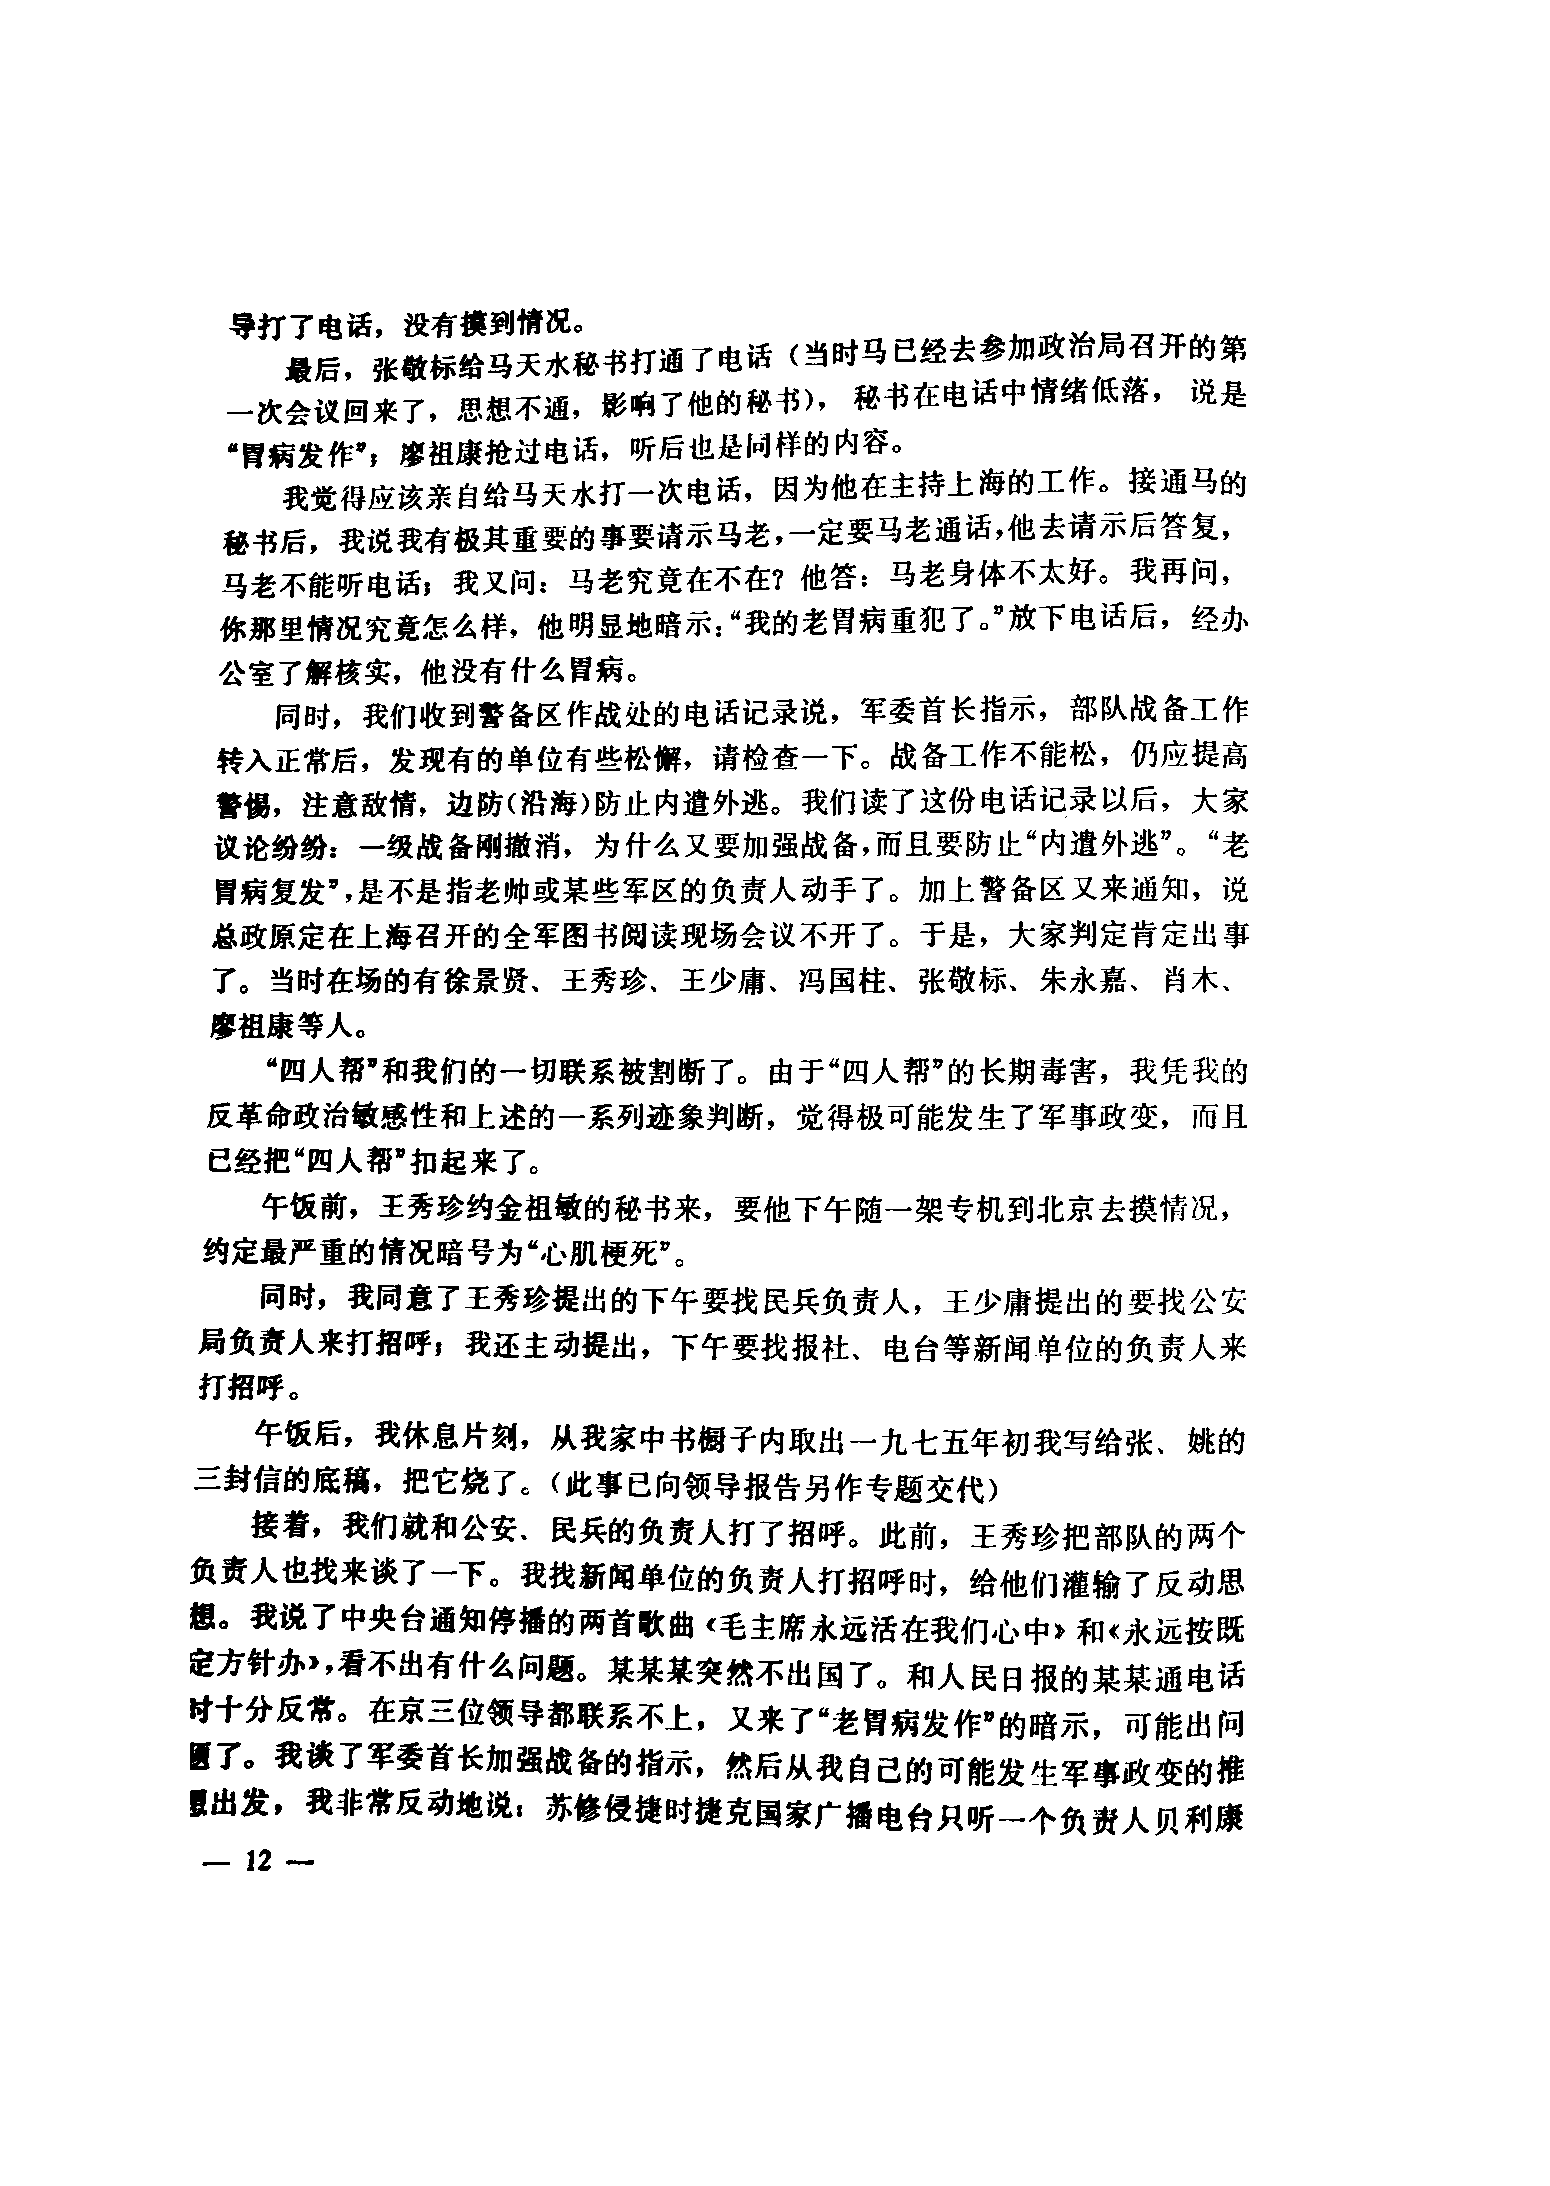 导打了电话，没有摸到情况。
最后，张敬标给马天水秘书打通了电话（当时马已经去参加政治局召开的第
一次会议回来了，思想不通，影响了他的秘书），秘书在电话中情绪低落，说是
“胃病发作”；廖祖康抢过电话，听后也是同样的内容。
我觉得应该亲自给马天水打一次电话，因为他在主持上海的工作。接通马的
秘书后，我说我有极其重要的事要请示马老，一定要马老通话，他去请示后答复，
马老不能听电话；我又问：马老究竟在不在？他答：马老身体不太好。我再问，
你那里情况究竟怎么样，他明显地暗示：“我的老胃病重犯了。”放下电话后，经办
公室了解核实，他没有什么胃病。
同时，我们收到警备区作战处的电话记录说，军委首长指示，部队战备工作
转入正常后，发现有的单位有些松懈，请检查一下。战备工作不能松，仍应提高
警惕，注意敌情，边防（沿海）防止内遣外逃。我们读了这份电话记录以后，大家
议论纷纷：一级战备刚撤消，为什么又要加强战备，而且要防止“内遣外逃”。“老
胃病复发”，是不是指老帅或某些军区的负责人动手了。加上警备区又来通知，说
总政原定在上海召开的全军图书阅读现场会议不开了。于是，大家判定肯定出事
了。当时在场的有徐景贤、王秀珍、王少庸、冯国柱、张敬标、朱永嘉、肖木、
廖祖康等人。
“四人帮”和我们的一切联系被割断了。由于“四人帮”的长期毒害，我凭我的
反革命政治敏感性和上述的一系列迹象判断，觉得极可能发生了军事政变，而且
已经把“四人帮”扣起来了。
午饭前，王秀珍约金祖敏的秘书来，要他下午随一架专机到北京去摸情况，
约定最严重的情况暗号为“心肌梗死”。
同时，我同意了王秀珍提出的下午要找民兵负责人，王少庸提出的要找公安
局负责人来打招呼；我还主动提出，下午要找报社、电台等新闻单位的负责人来
打招呼。
午饭后，我休息片刻，从我家中书橱子内取出一九七五年初我写给张、姚的
三封信的底稿，把它烧了。（此事已向领导报告另作专题交代）
接着，我们就和公安、民兵的负责人打了招呼。此前，王秀珍把部队的两个
负责人也找来谈了一下。我找新闻单位的负责人打招呼时，给他们灌输了反动思
想。我说了中央台通知停播的两首歌曲《毛主席永远活在我们心中》和《永远按既
定方针办》，看不出有什么问题。某某某突然不出国了。和人民日报的某某通电话
时十分反常。在京三位领导都联系不上，又来了“老胃病发作”的暗示，可能出问
题了。我谈了军委首长加强战备的指示，然后从我自己的可能发生军事政变的推
出发，我非常反动地说：苏修侵捷时捷克国家广播电台只听一个负责人贝利康
— 12 —